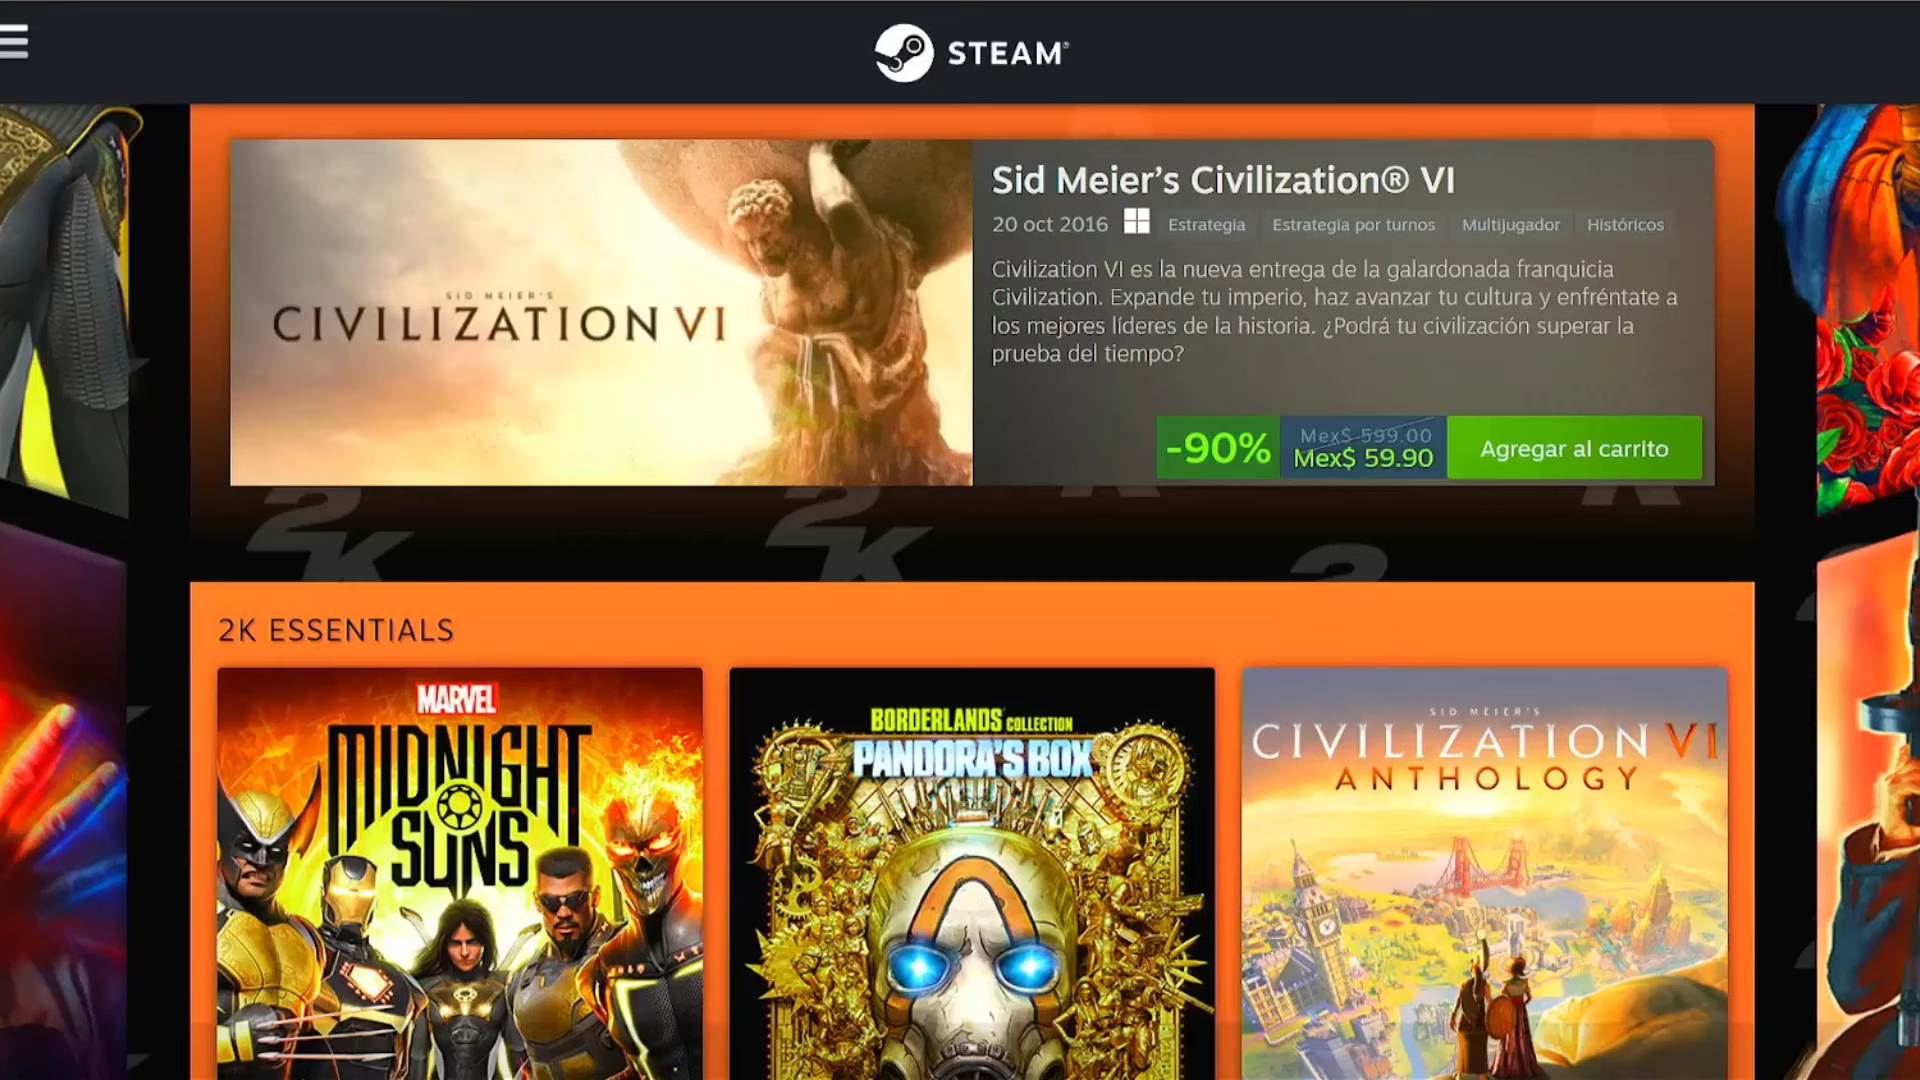 STEAM®
Sid Meier's Civilization® VI
20 oct 2016 Estrategia Estrategia por turnos Multijugador Históricos
SID MEIER'S
CIVILIZATION VI
Civilization VI es la nueva entrega de la galardonada franquicia
Civilization. Expande tu imperio, haz avanzar tu cultura y enfréntate a
los mejores líderes de la historia. ¿Podrá tu civilización superar la
prueba del tiempo?
-90%
Mex$ 599.00
Mex$ 59.90
Agregar al carrito
2K
2K
2K ESSENTIALS
MARVEL
MIDNIGHT
SUNS
BORDERLANDS COLLECTION
PANDORA'S BOX
SID MEIER'S
CIVILIZATION VI
ANTHOLOGY